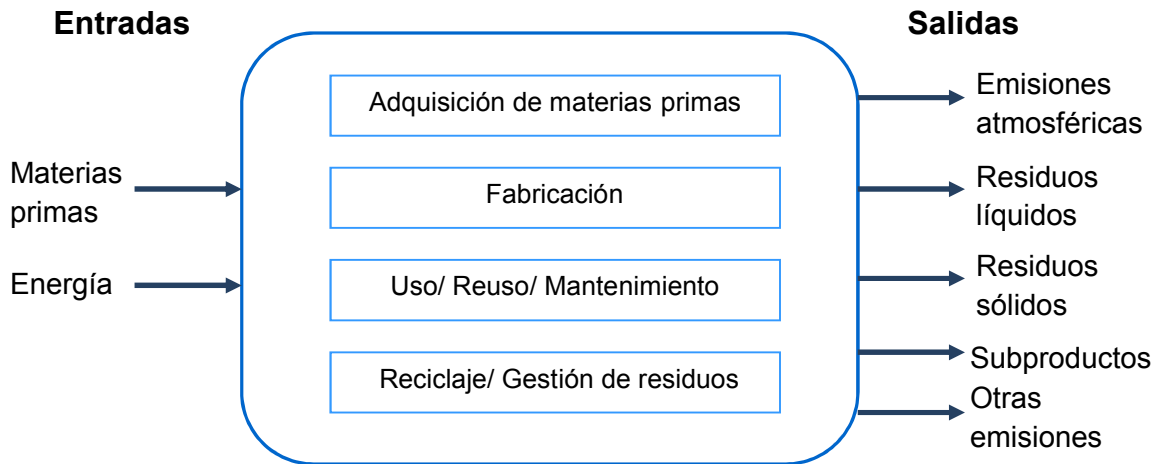 Entradas
Salidas
Materias
primas
Energía
Adquisición de materias primas
Fabricación
Uso/ Reuso/ Mantenimiento
Reciclaje/ Gestión de residuos
Emisiones
atmosféricas
Residuos
líquidos
Residuos
sólidos
Subproductos
Otras
emisiones